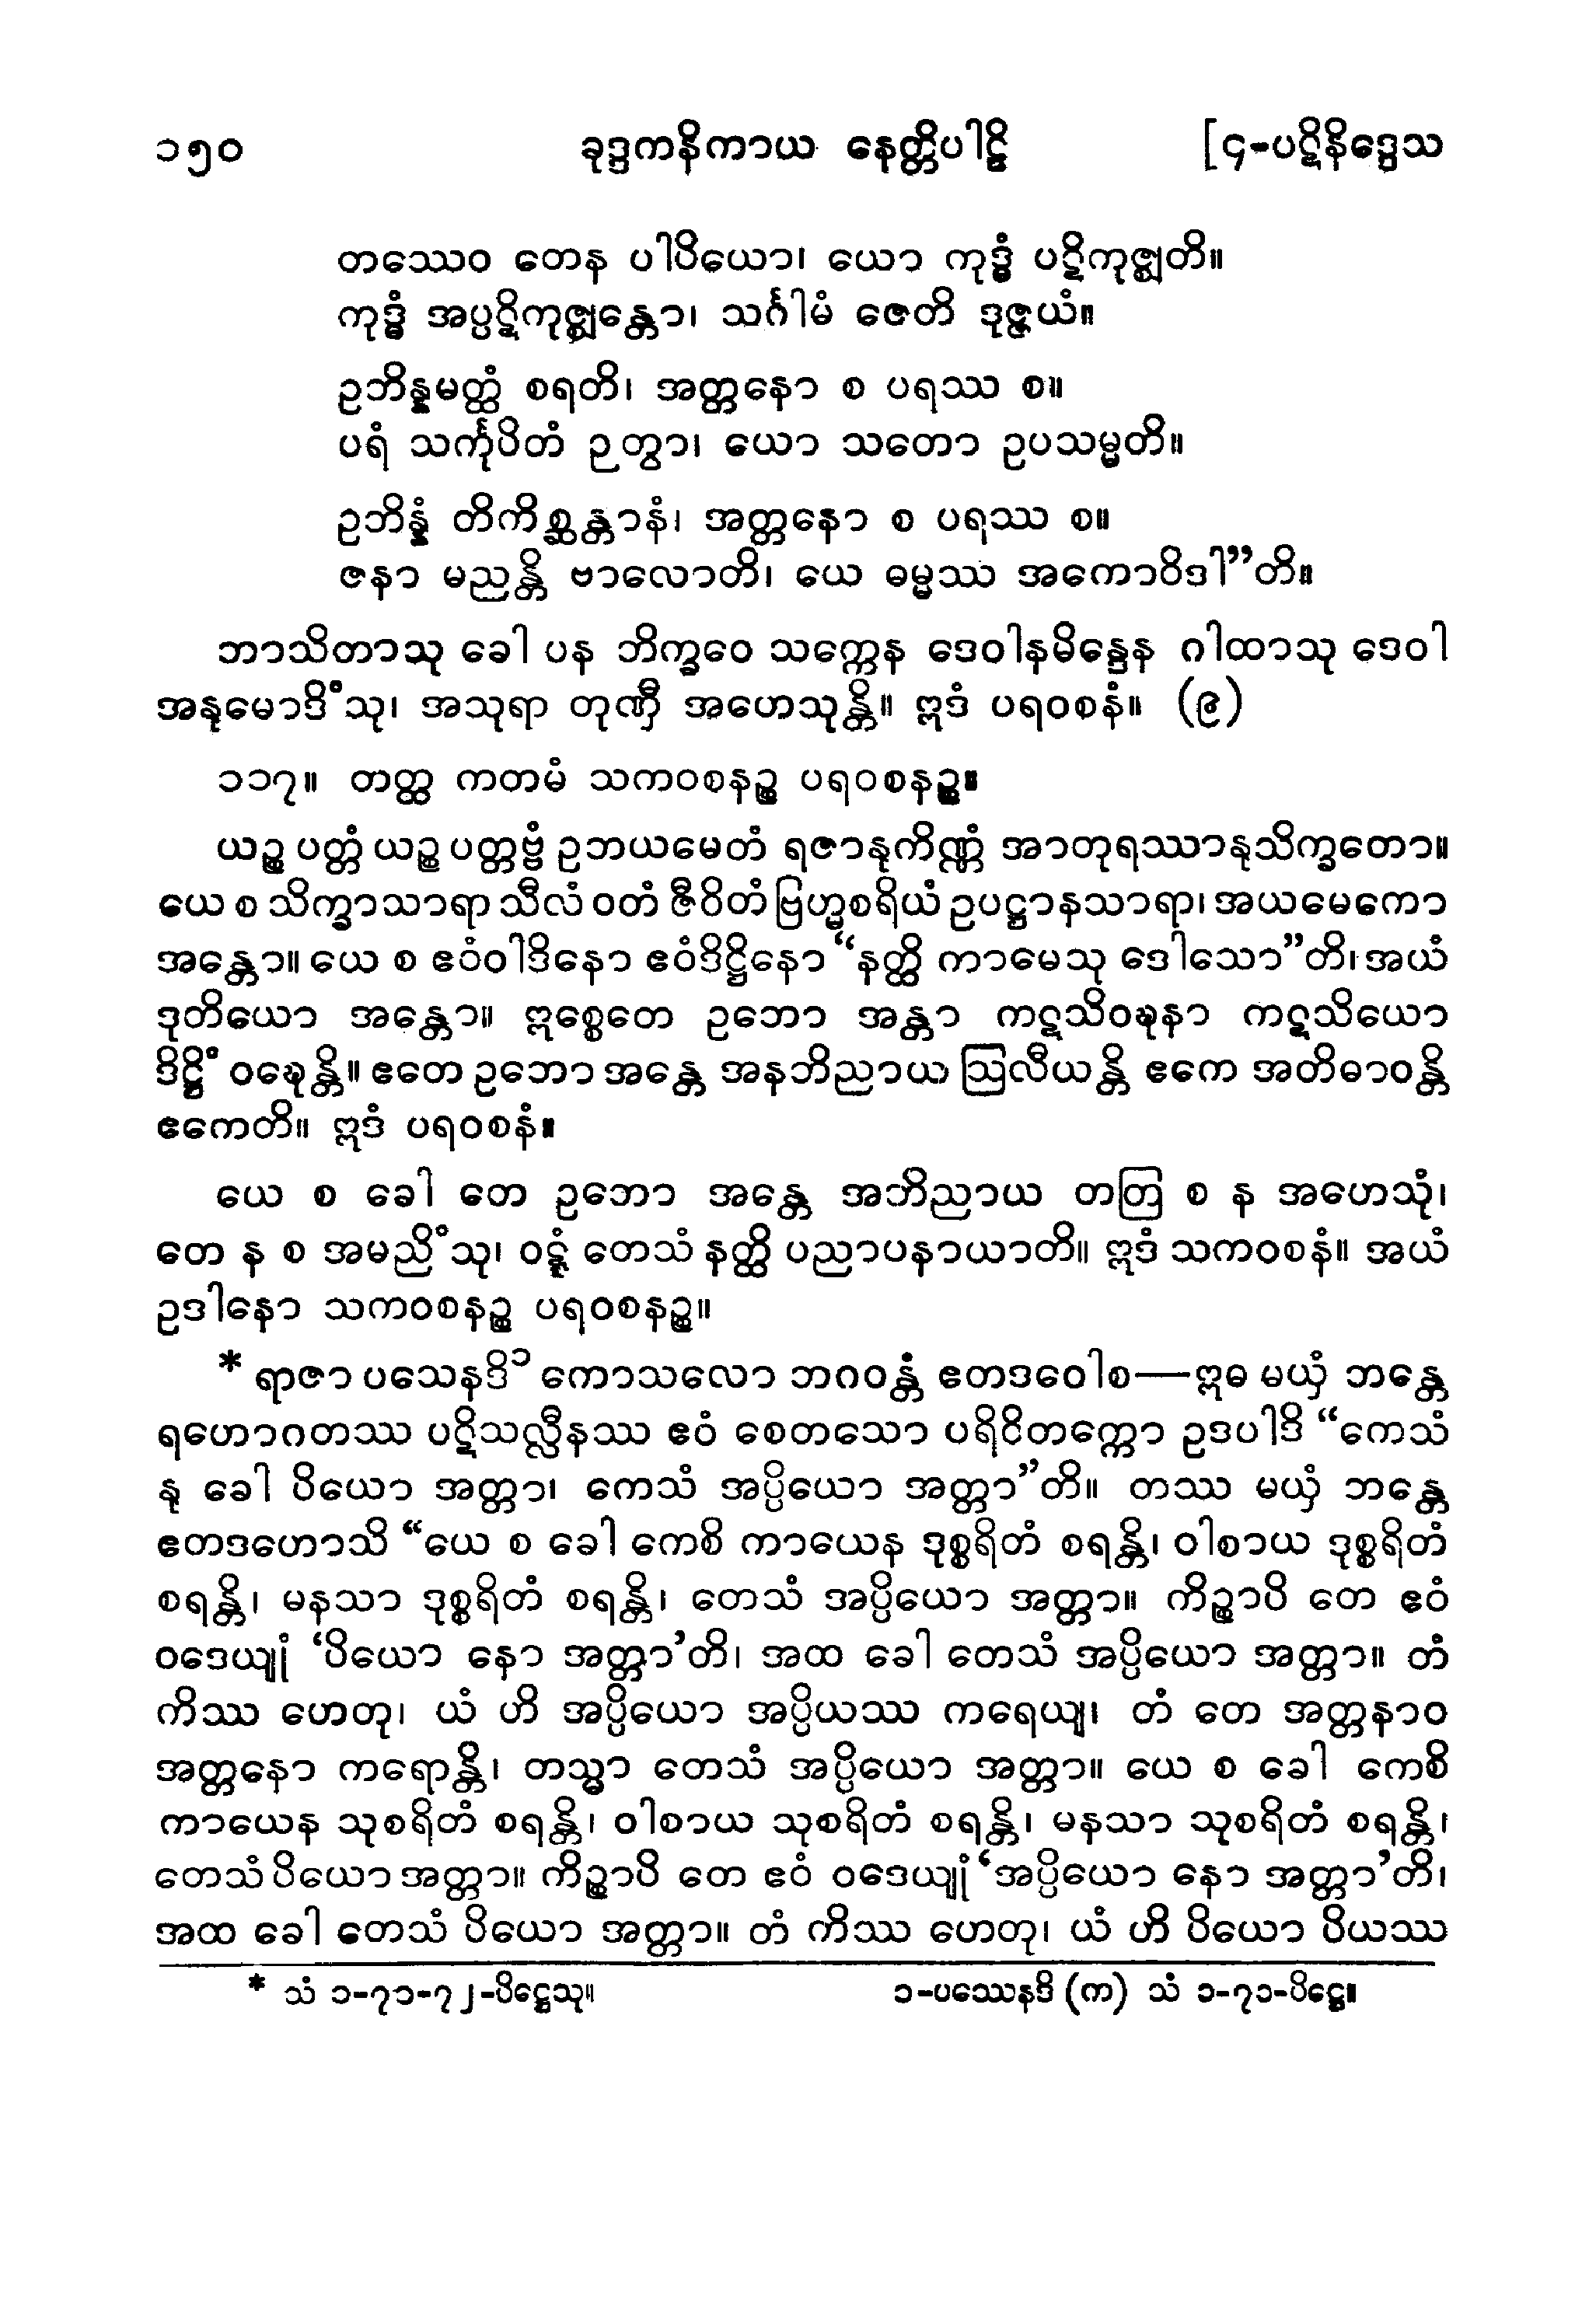 ၁၅၀ ခုဒ္ဒကနိကာယ နေတ္တိပါဠိ [၄-ပဋိနိဒ္ဒေသ
တဿေဝ တေန ပါပိယော၊ ယော ကုဒ္ဓံ ပဋိကုဇ္ဈတိ။
ကုဒ္ဓံ အပ္ပဋိကုဇ္ဈန္တော၊ သင်္ဂါမံ ဇေတိ ဒုဇ္ဇယံ။
ဥဘိန္နမတ္ထံ စရတိ၊ အတ္တနော စ ပရဿ စ။
ပရံ သင်္ကုပိတံ ဉတွာ၊ ယော သတော ဥပသမ္မတိ။
ဥဘိန္နံ တိကိစ္ဆန္တာနံ၊ အတ္တနော စ ပရဿ စ။
ဇနာ မညန္တိ ဗာလောတိ၊ ယေ ဓမ္မဿ အကောဝိဒါ”တိ။
ဘာသိတာသု ခေါ ပန ဘိက္ခဝေ သက္ကေန ဒေဝါနမိန္ဒေန ဂါထာသု ဒေဝါ
အနုမောဒိံသု၊ အသုရာ တုဏှီ အဟေသုန္တိ။ ဣဒံ ပရဝစနံ။ (၉)
၁၁၇။ တတ္ထ ကတမံ သကဝစနဉ္စ ပရဝစနဉ္စ။
ယဉ္စ ပတ္တံ ယဉ္စ ပတ္တဗ္ဗံ ဥဘယမေတံ ရဇာနုကိဏ္ဏံ အာတုရဿာနုသိက္ခတော။
ယေ စ သိက္ခာသာရာ သီလံ ဝတံ ဇီဝိတံ ဗြဟ္မစရိယံ ဥပဋ္ဌာနသာရာ၊ အယမေကော
အန္တော။ ယေ စ ဧဝံဝါဒိနော ဧဝံဒိဋ္ဌိနော “နတ္ထိ ကာမေသု ဒေါသော”တိ၊ အယံ
ဒုတိယော အန္တော။ ဣစ္စေတေ ဥဘော အန္တာ ကဋသိဝဍ္ဎနာ ကဋသိယော
ဒိဋ္ဌိံ ဝဍ္ဎေန္တိ။ ဧတေ ဥဘော အန္တေ အနဘိညာယ ဩလီယန္တိ ဧကေ အတိဓာဝန္တိ
ဧကေတိ။ ဣဒံ ပရဝစနံ။
ယေ စ ခေါ တေ ဥဘော အန္တေ အဘိညာယ တတြ စ န အဟေသုံ၊
တေ န စ အမညိံသု၊ ဝဋ္ဋံ တေသံ နတ္ထိ ပညာပနာယာတိ။ ဣဒံ သကဝစနံ။ အယံ
ဥဒါနော သကဝစနဉ္စ ပရဝစနဉ္စ။
* ရာဇာ ပသေနဒိ၁ ကောသလော ဘဂဝန္တံ ဧတဒဝေါစ—ဣဓ မယှံ ဘန္တေ
ရဟောဂတဿ ပဋိသလ္လီနဿ ဧဝံ စေတသော ပရိဝိတက္ကော ဥဒပါဒိ “ကေသံ
နု ခေါ ပိယော အတ္တာ၊ ကေသံ အပ္ပိယော အတ္တာ”တိ။ တဿ မယှံ ဘန္တေ
ဧတဒဟောသိ “ယေ စ ခေါ ကေစိ ကာယေန ဒုစ္စရိတံ စရန္တိ၊ ဝါစာယ ဒုစ္စရိတံ
စရန္တိ၊ မနသာ ဒုစ္စရိတံ စရန္တိ၊ တေသံ အပ္ပိယော အတ္တာ။ ကိဉ္စာပိ တေ ဧဝံ
ဝဒေယျုံ ‘ပိယော နော အတ္တာ’တိ၊ အထ ခေါ တေသံ အပ္ပိယော အတ္တာ။ တံ
ကိဿ ဟေတု၊ ယံ ဟိ အပ္ပိယော အပ္ပိယဿ ကရေယျ၊ တံ တေ အတ္တနာဝ
အတ္တနော ကရောန္တိ၊ တသ္မာ တေသံ အပ္ပိယော အတ္တာ။ ယေ စ ခေါ ကေစိ
ကာယေန သုစရိတံ စရန္တိ၊ ဝါစာယ သုစရိတံ စရန္တိ၊ မနသာ သုစရိတံ စရန္တိ၊
တေသံ ပိယော အတ္တာ။ ကိဉ္စာပိ တေ ဧဝံ ဝဒေယျုံ ‘အပ္ပိယော နော အတ္တာ’တိ၊
အထ ခေါ တေသံ ပိယော အတ္တာ။ တံ ကိဿ ဟေတု၊ ယံ ဟိ ပိယော ပိယဿ
* သံ ၁-၇၁-၇၂-ပိဋ္ဌေသု။ ၁-ပဿေနဒိ (က) သံ ၁-၇၁-ပိဋ္ဌေ။